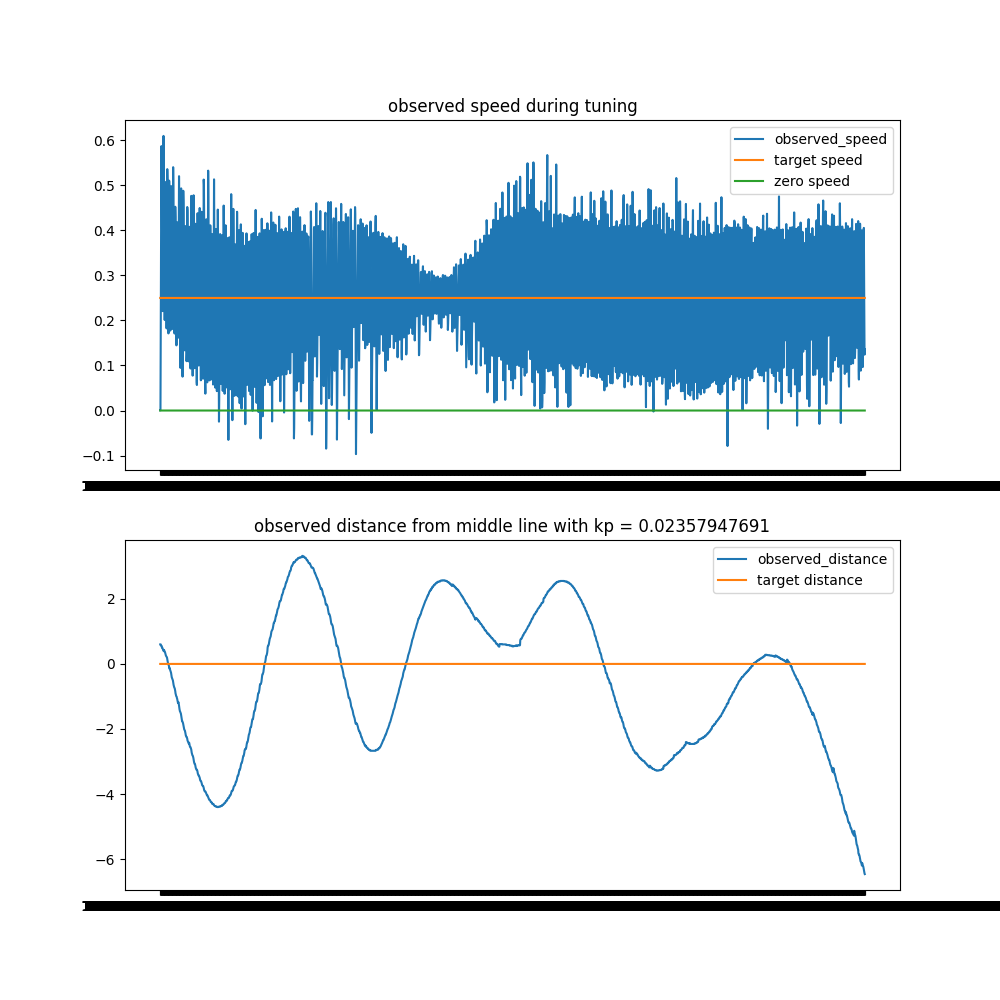 observed speed during tuning
0.6
0.5
0.4
0.3
0.2
0.1
0.0
−0.1
observed_speed
target speed
zero speed
observed distance from middle line with kp = 0.02357947691
2
0
−2
−4
−6
observed_distance
target distance